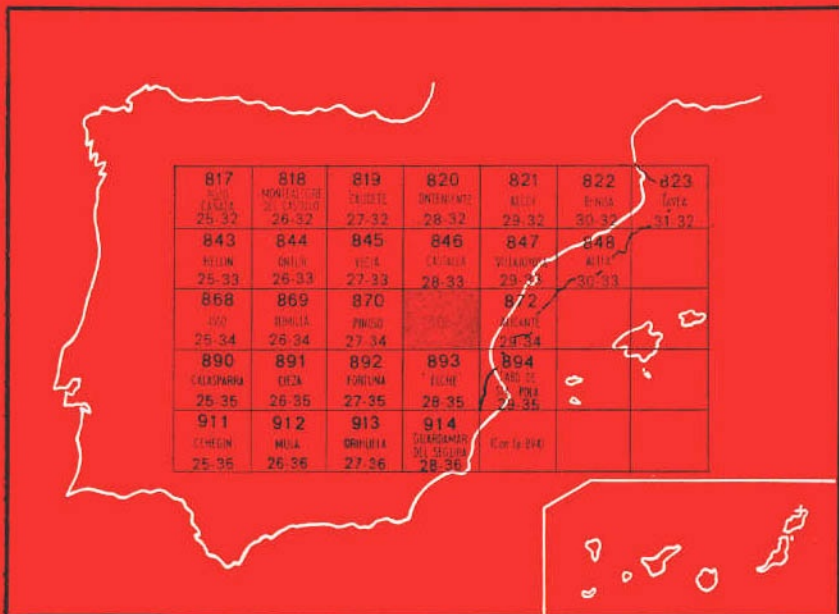 817 818 819 820 821 822 823
MONTEALEGRE
CAÑADA DEL CASTILLO CAUDETE ONTENIENTE ALCOY BENISA JAVEA
25-32 26-32 27-32 28-32 29-32 30-32 31-32
843 844 845 846 847 848
HELLIN ONTUR YECLA CASTALLA VILLAJOYOSA ALTEA
25-33 26-33 27-33 28-33 29-33 30-33
868 869 870 872
ISSO JUMILLA PINOSO ALICANTE
25-34 26-34 27-34 29-34
890 891 892 893 894
CALASPARRA CIEZA FORTUNA ELCHE CABO DE
POLA
25-35 26-35 27-35 28-35 29-35
911 912 913 914
CEHEGIN MULA ORIHUELA GUARDAMAR DEL SEGURA (Con la 894)
25-36 26-36 27-36 28-36